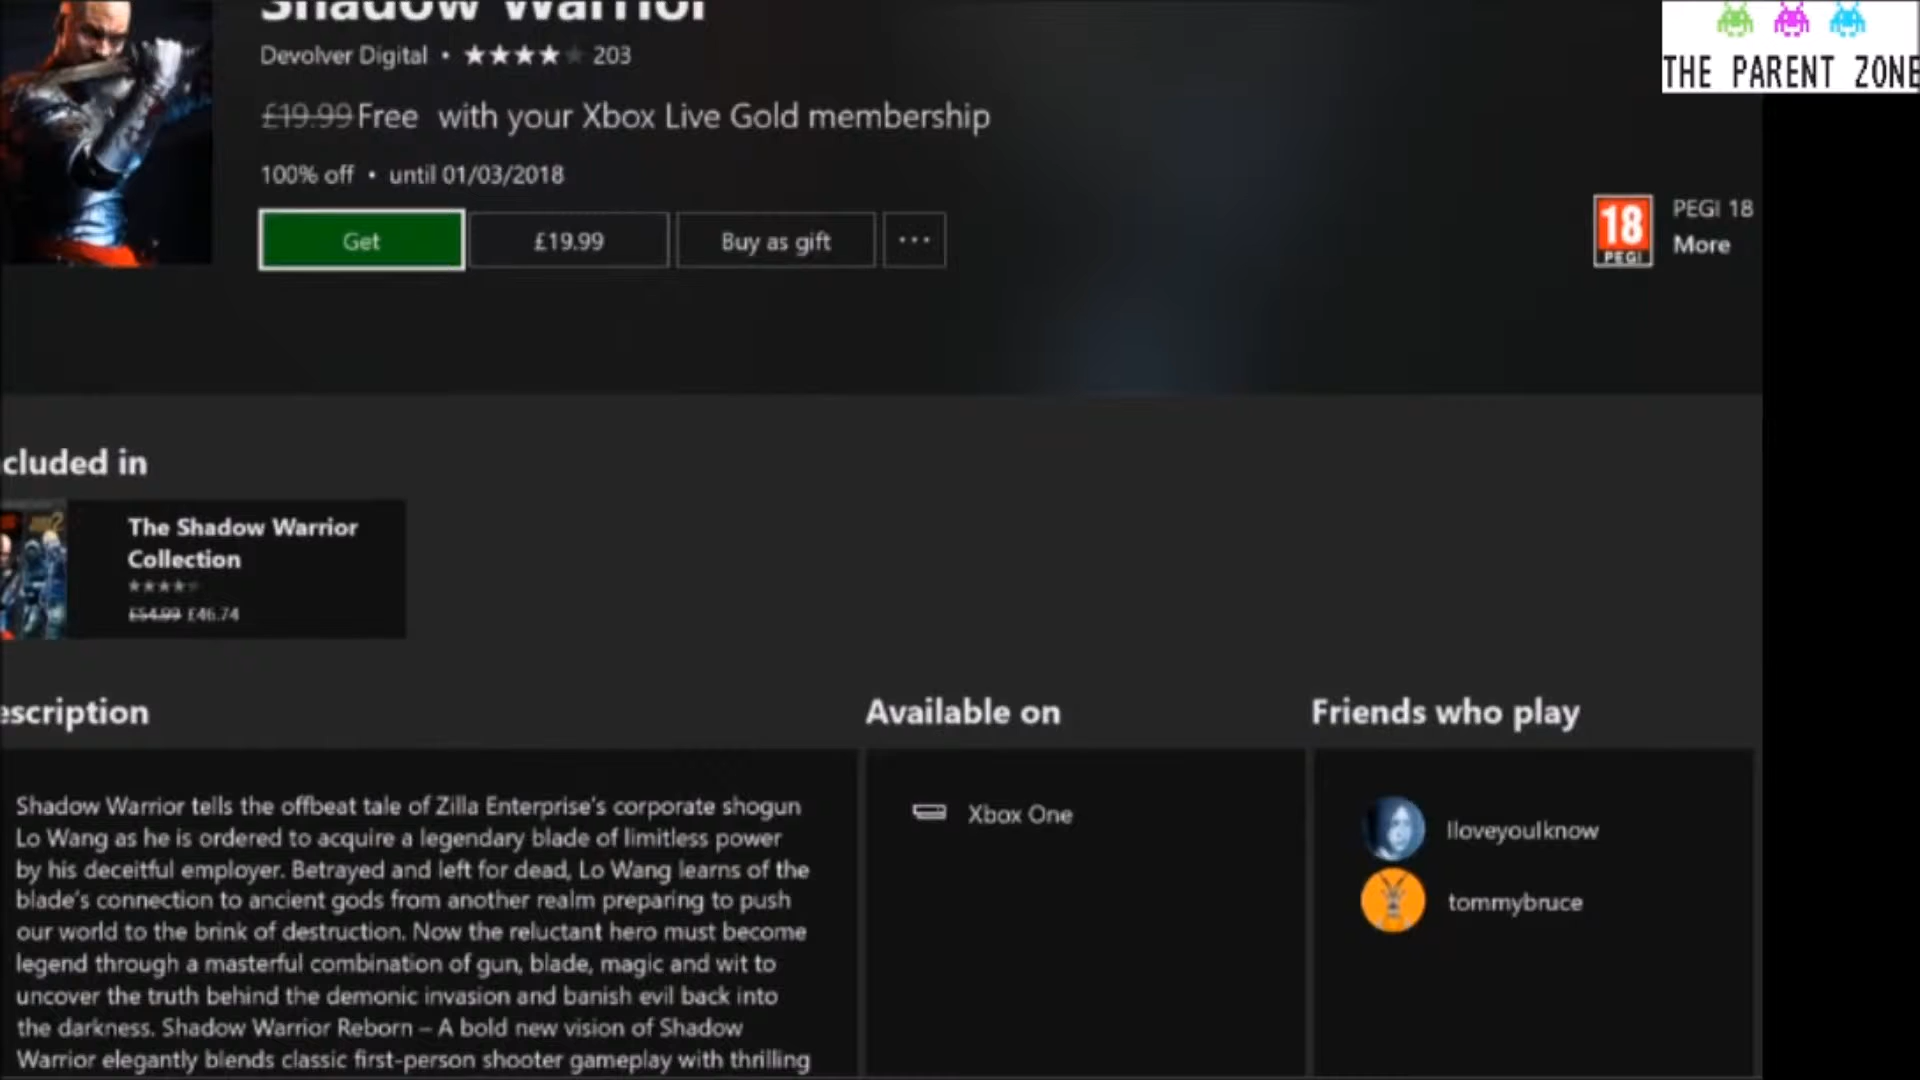 Shadow Warrior
THE PARENT ZONE
Devolver Digital • 203
£19.99 Free with your Xbox Live Gold membership
100% off • until 01/03/2018
Get
£19.99
Buy as gift
...
18
PEGI
PEGI 18
More
cluded in
The Shadow Warrior
Collection
£54.99 £46.74
escription
Shadow Warrior tells the offbeat tale of Zilla Enterprise's corporate shogun
Lo Wang as he is ordered to acquire a legendary blade of limitless power
by his deceitful employer. Betrayed and left for dead, Lo Wang learns of the
blade's connection to ancient gods from another realm preparing to push
our world to the brink of destruction. Now the reluctant hero must become
legend through a masterful combination of gun, blade, magic and wit to
uncover the truth behind the demonic invasion and banish evil back into
the darkness. Shadow Warrior Reborn – A bold new vision of Shadow
Warrior elegantly blends classic first-person shooter gameplay with thrilling
Available on
Xbox One
Friends who play
IloveyouIknow
tommybruce